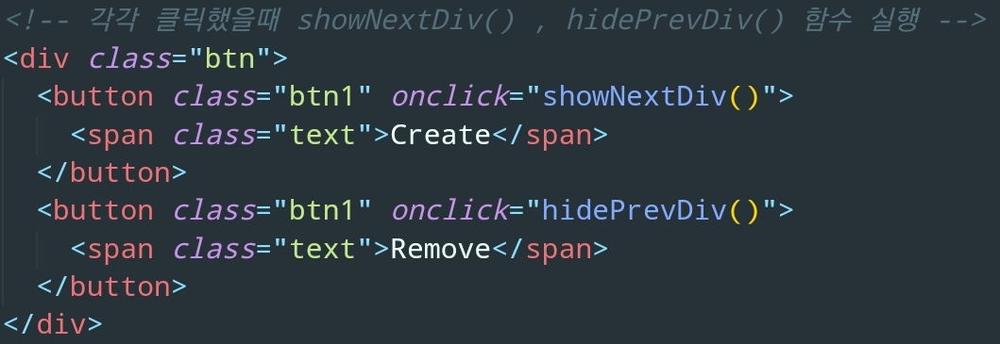 <!-- 각각 클릭했을때 showNextDiv() , hidePrevDiv() 함수 실행 -->
<div class="btn">
<button class="btn1" onclick="showNextDiv()">
<span class="text">Create</span>
</button>
<button class="btn1" onclick="hidePrevDiv()">
<span class="text">Remove</span>
</button>
</div>